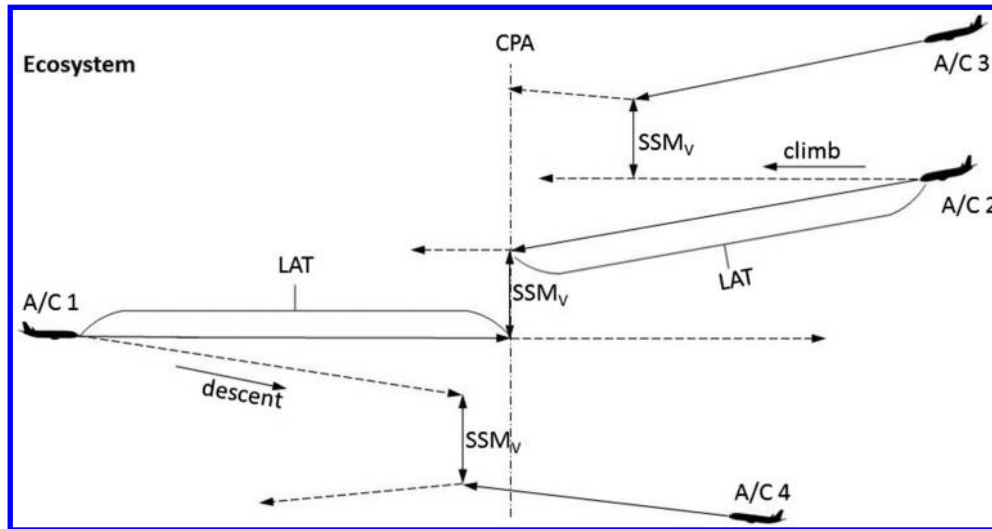 Ecosystem
CPA
A/C 3
SSMV
climb
A/C 2
LAT
LAT
SSMV
A/C 1
descent
SSMV
A/C 4